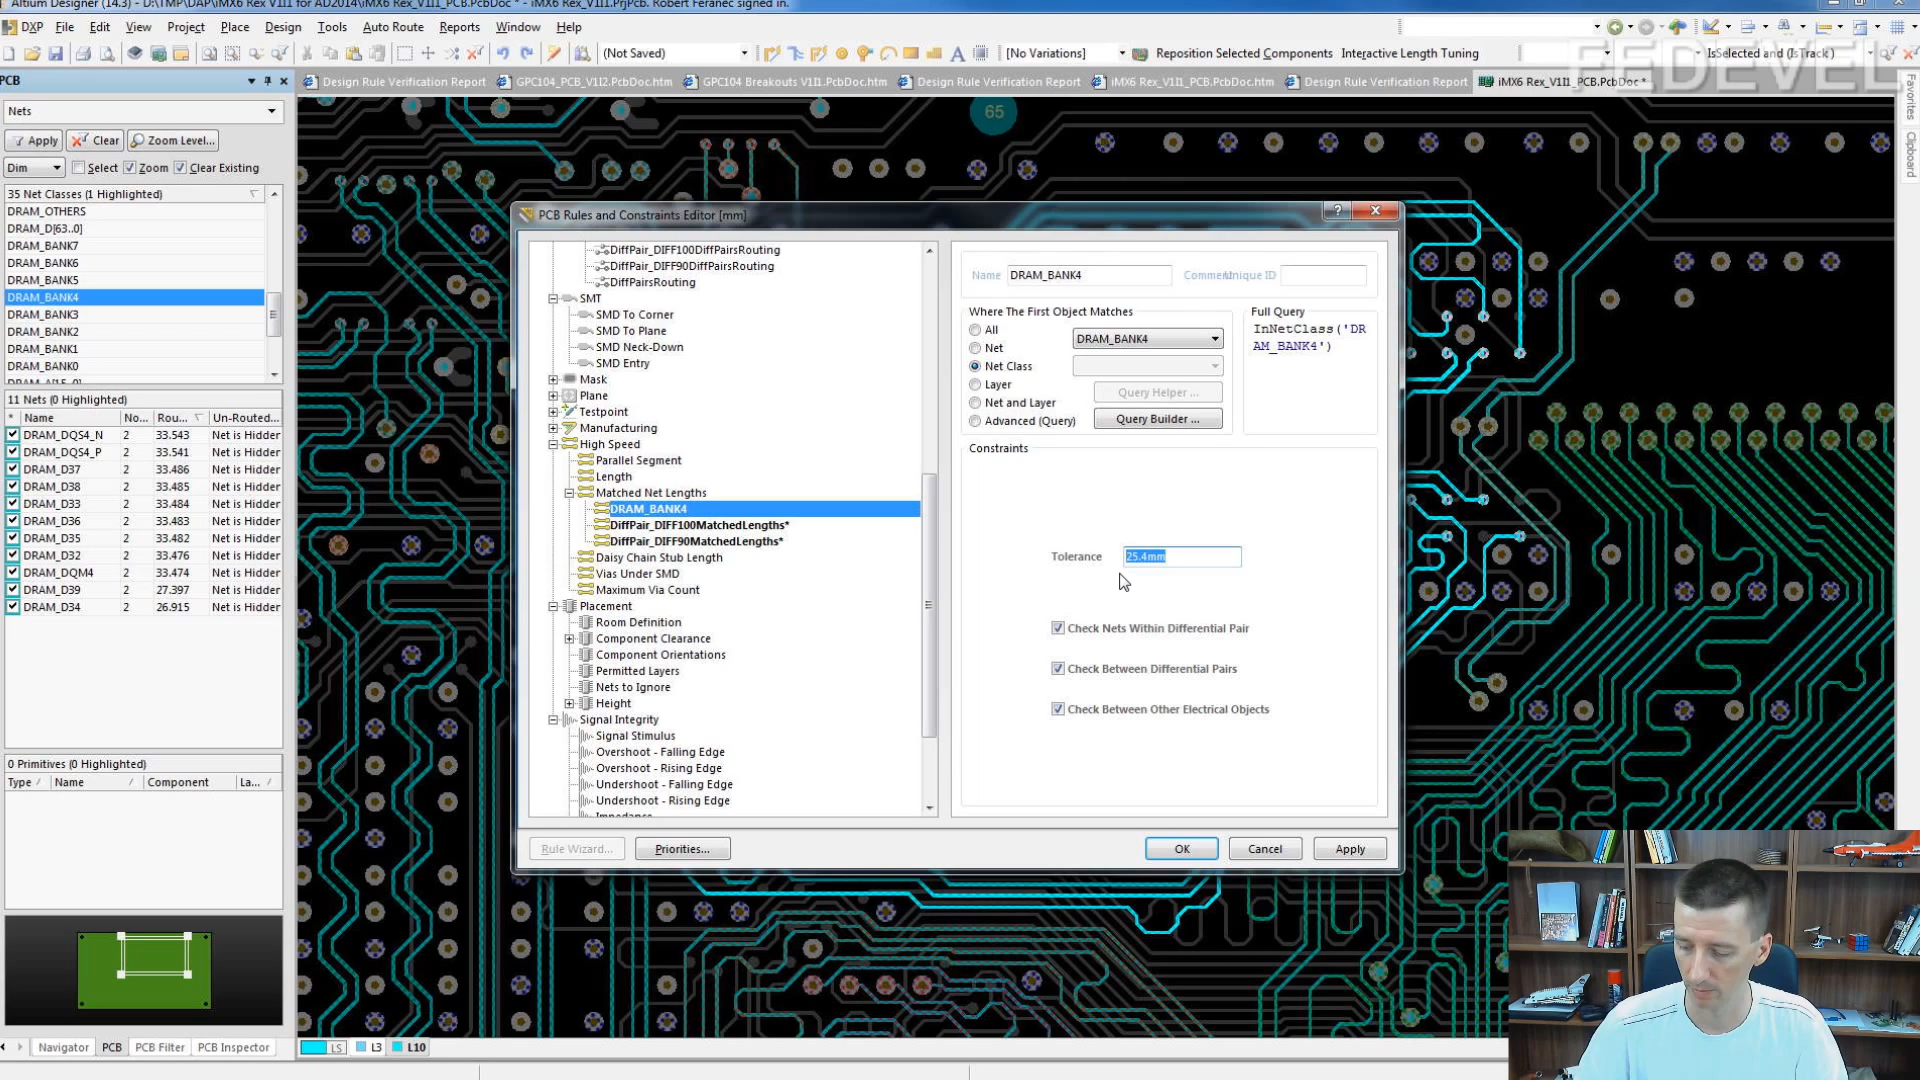 Altium Designer (14.3) - D:\TMP\DAP\iMX6 Rex_V1I1 for AD2014\iMX6 Rex_V1I1_PCB.PcbDoc * - iMX6 Rex_V1I1.PrjPcb. Robert Feranec signed in.
DXP File Edit View Project Place Design Tools Auto Route Reports Window Help
(Not Saved) [No Variations] Reposition Selected Components Interactive Length Tuning IsSelected and (IsTrack)
FEDEVEL
PCB
Design Rule Verification Report GPC104_PCB_V1I2.PcbDoc.htm GPC104 Breakouts V1I1.PcbDoc.htm Design Rule Verification Report iMX6 Rex_V1I1_PCB.PcbDoc.htm Design Rule Verification Report iMX6 Rex_V1I1_PCB.PcbDoc *
Favorites
Clipboard
Nets
Apply Clear Zoom Level...
Dim Select Zoom Clear Existing
35 Net Classes (1 Highlighted)
DRAM_OTHERS
DRAM_D[63..0]
DRAM_BANK7
DRAM_BANK6
DRAM_BANK5
DRAM_BANK4
DRAM_BANK3
DRAM_BANK2
DRAM_BANK1
DRAM_BANK0
DRAM_A[15..0]
11 Nets (0 Highlighted)
* Name No... Rou... Un-Routed...
DRAM_DQS4_N 2 33.543 Net is Hidden
DRAM_DQS4_P 2 33.541 Net is Hidden
DRAM_D37 2 33.486 Net is Hidden
DRAM_D38 2 33.485 Net is Hidden
DRAM_D33 2 33.484 Net is Hidden
DRAM_D36 2 33.483 Net is Hidden
DRAM_D35 2 33.482 Net is Hidden
DRAM_D32 2 33.476 Net is Hidden
DRAM_DQM4 2 33.474 Net is Hidden
DRAM_D39 2 27.397 Net is Hidden
DRAM_D34 2 26.915 Net is Hidden
0 Primitives (0 Highlighted)
Type Name Component La...
Navigator PCB PCB Filter PCB Inspector
LS L3 L10
65
PCB Rules and Constraints Editor [mm]
DiffPair_DIFF100DiffPairsRouting
DiffPair_DIFF90DiffPairsRouting
DiffPairsRouting
SMT
SMD To Corner
SMD To Plane
SMD Neck-Down
SMD Entry
Mask
Plane
Testpoint
Manufacturing
High Speed
Parallel Segment
Length
Matched Net Lengths
DRAM_BANK4
DiffPair_DIFF100MatchedLengths*
DiffPair_DIFF90MatchedLengths*
Daisy Chain Stub Length
Vias Under SMD
Maximum Via Count
Placement
Room Definition
Component Clearance
Component Orientations
Permitted Layers
Nets to Ignore
Height
Signal Integrity
Signal Stimulus
Overshoot - Falling Edge
Overshoot - Rising Edge
Undershoot - Falling Edge
Undershoot - Rising Edge
Impedance
Name DRAM_BANK4 Comment Unique ID
Where The First Object Matches
All
Net
Net Class
Layer
Net and Layer
Advanced (Query)
DRAM_BANK4
Query Helper ...
Query Builder ...
Full Query
InNetClass('DR
AM_BANK4')
Constraints
Tolerance 25.4mm
Check Nets Within Differential Pair
Check Between Differential Pairs
Check Between Other Electrical Objects
Rule Wizard... Priorities... OK Cancel Apply